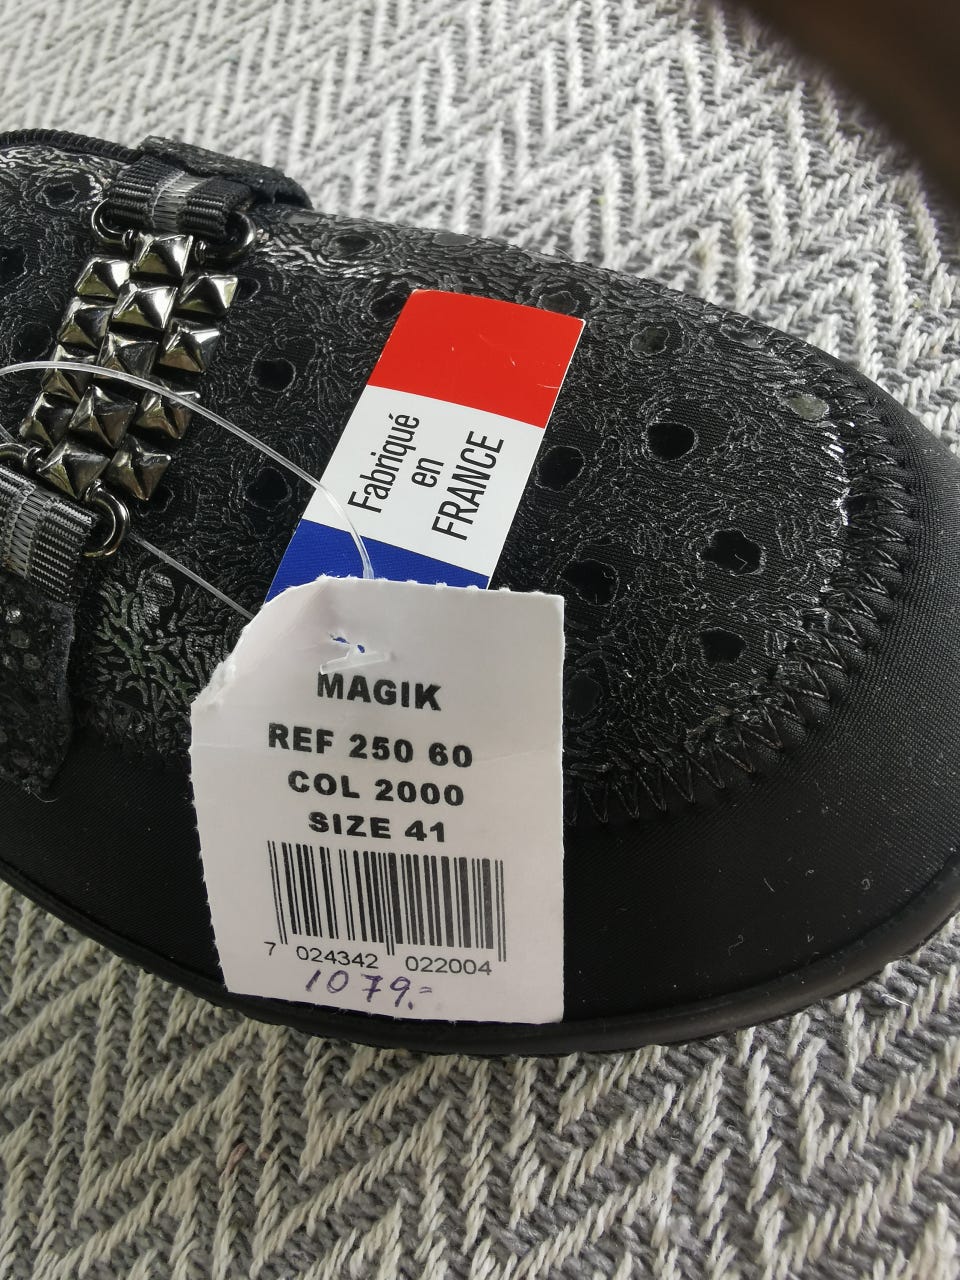 Fabriqué
en
FRANCE
MAGIK
REF 250 60
COL 2000
SIZE 41
7 024342 022004
1079.-